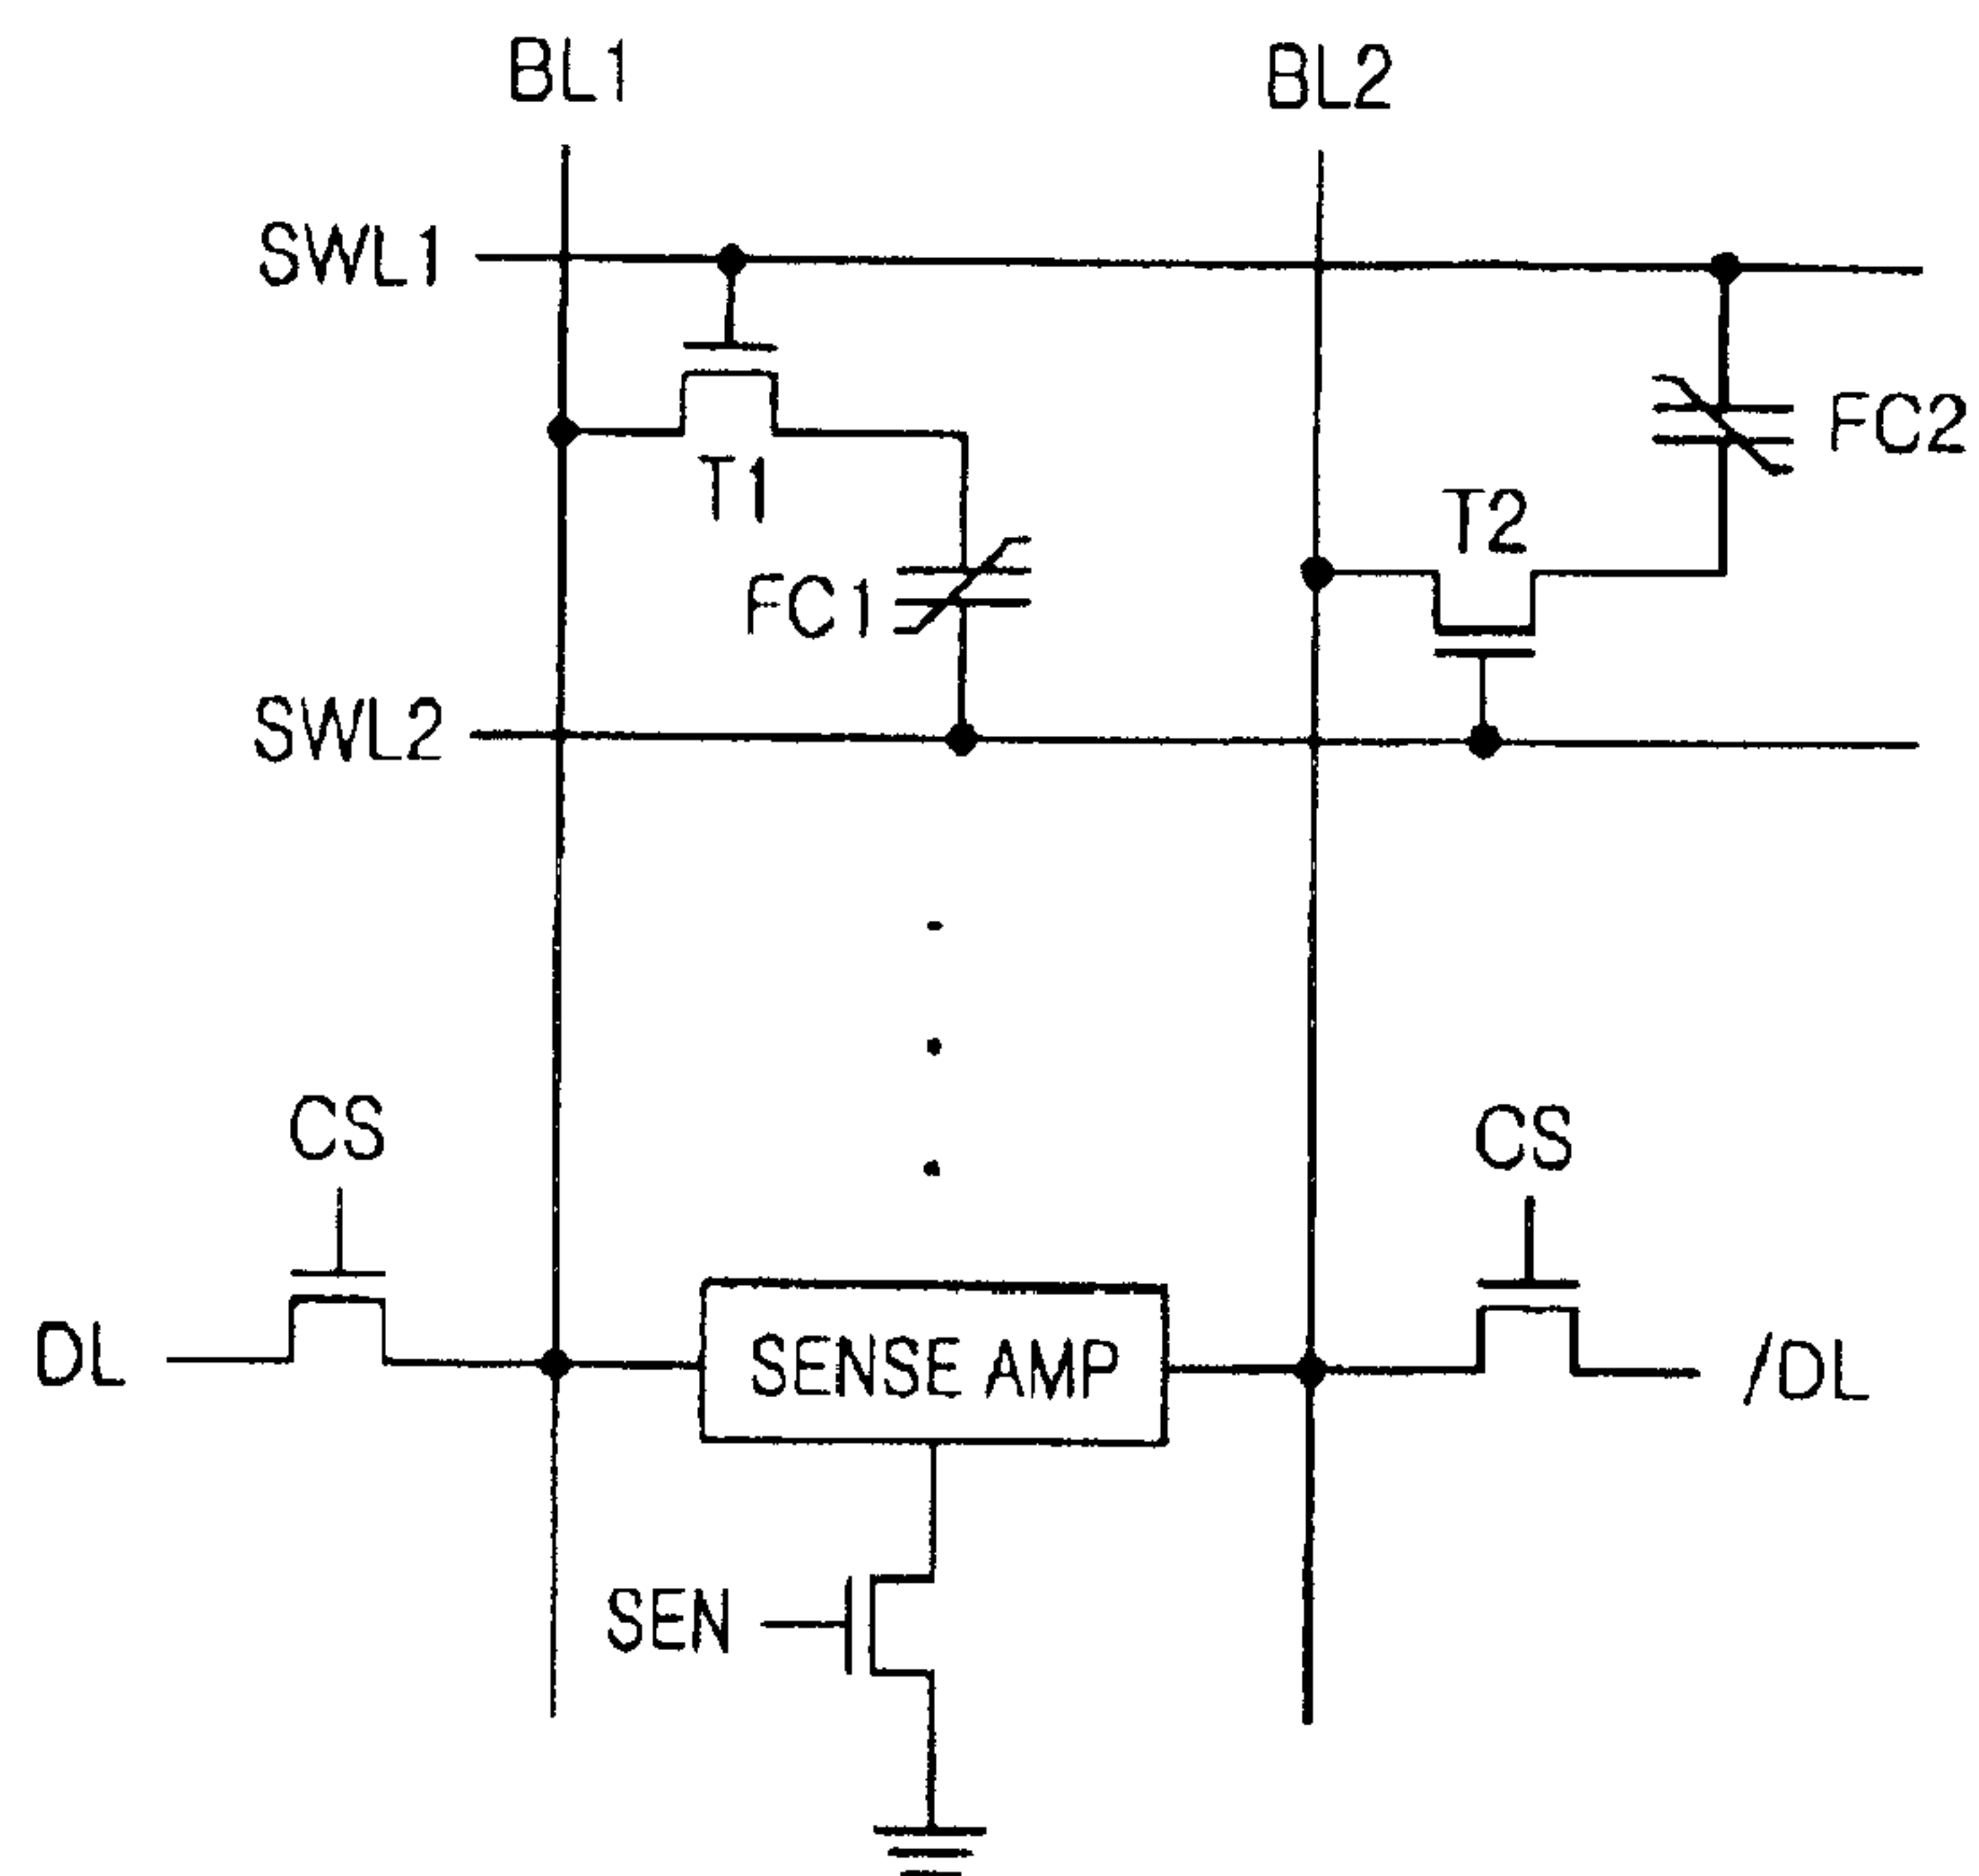 BL1
BL2
SWL1
FC2
T1
T2
FC1
SWL2
CS
CS
DL
SENSE AMP
/DL
SEN